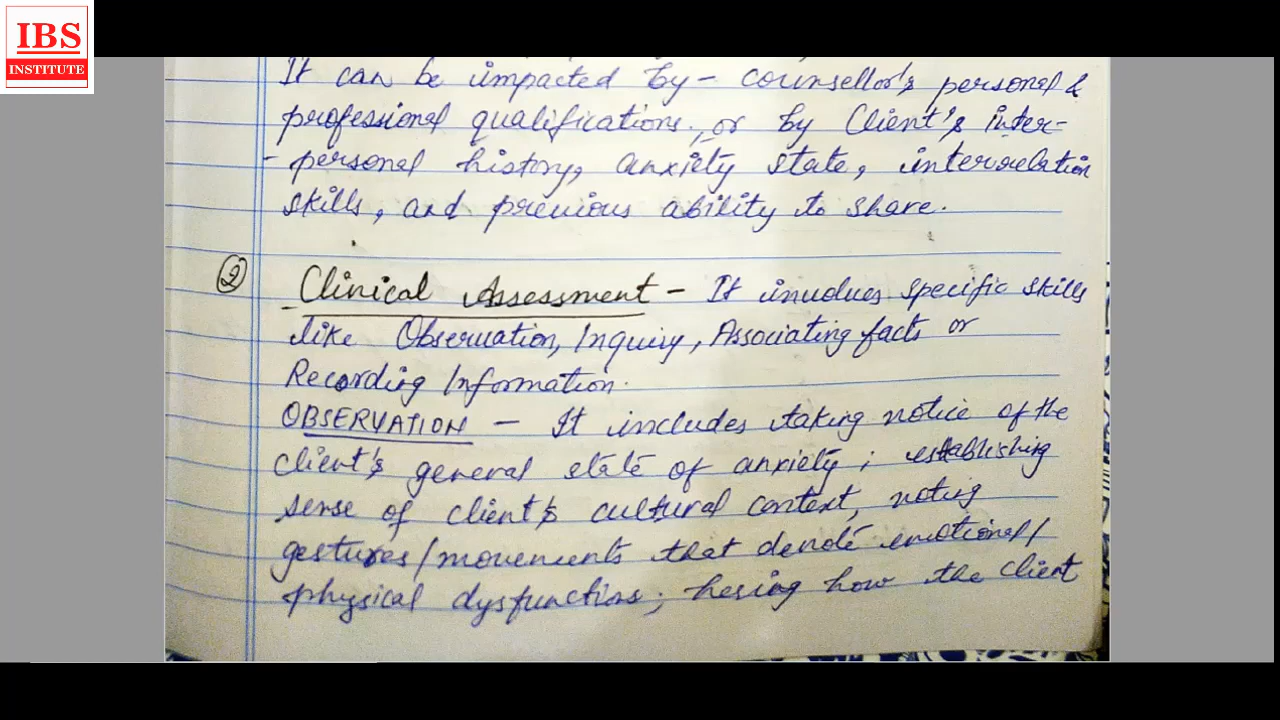 IBS
INSTITUTE
It can be impacted by - counsellor's personal &
professional qualifications, or by Client's inter-
- personal history, anxiety state, interrelation
skills, and previous ability to share.
② Clinical Assessment - It involves specific skills
like Observation, Inquiry, Associating facts or
Recording Information.
OBSERVATION - It includes taking notice of the
client's general state of anxiety; establishing
sense of client's cultural context, noting
gestures/movements that denote emotional/
physical dysfunctions; hering how the client